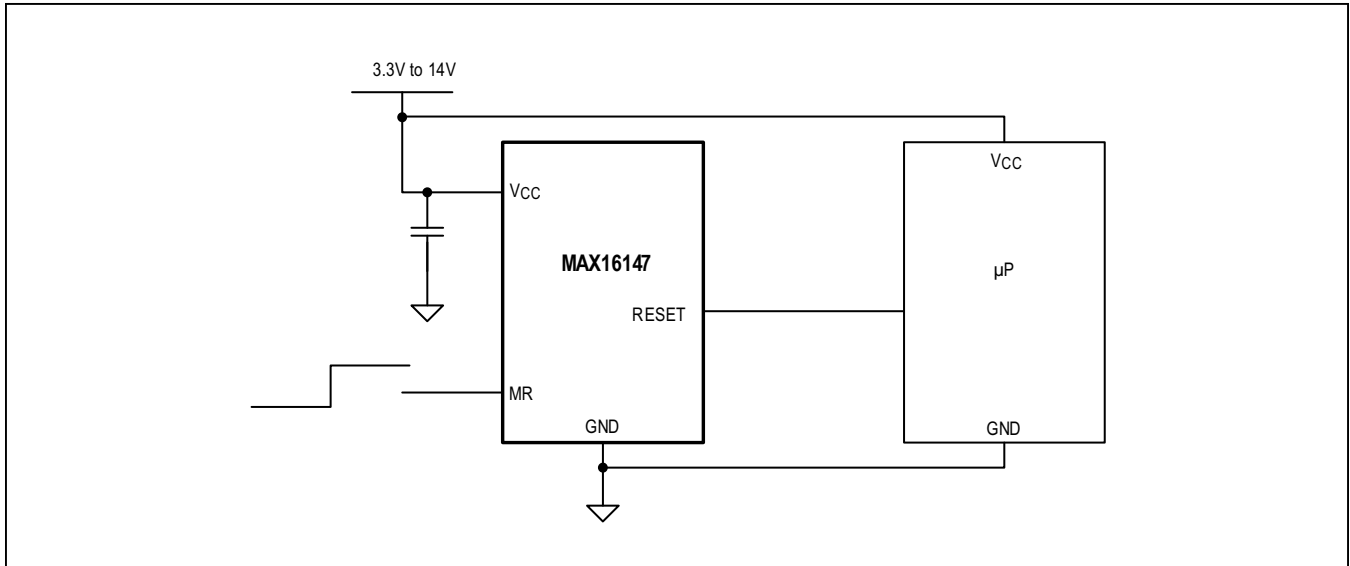 3.3V to 14V
VCC
VCC
MAX16147
µP
RESET
MR
GND
GND